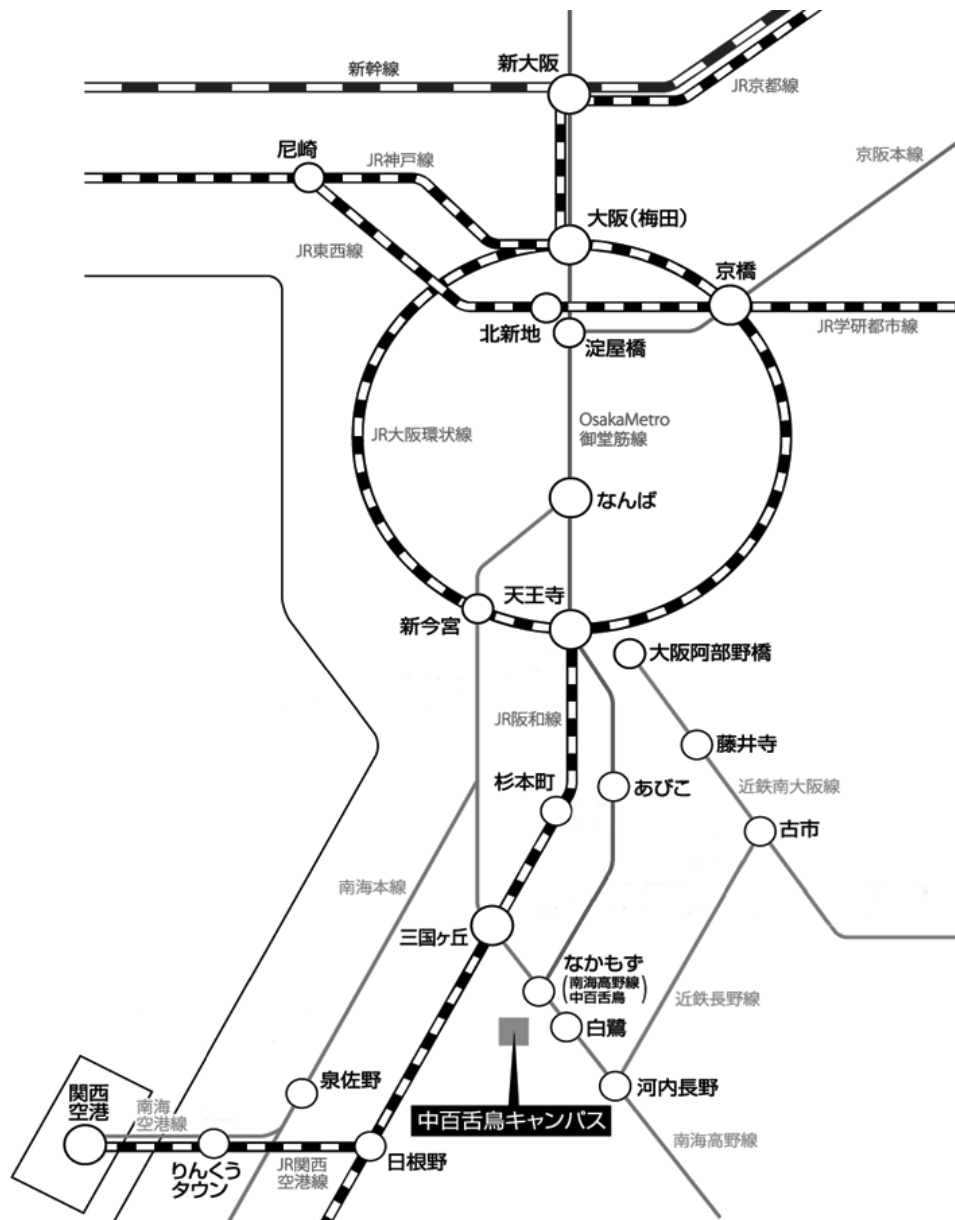 新大阪
新幹線
JR京都線
尼崎
JR神戸線
京阪本線
大阪(梅田)
JR東西線
京橋
北新地
淀屋橋
JR学研都市線
JR大阪環状線
OsakaMetro
御堂筋線
なんば
天王寺
新今宮
大阪阿部野橋
JR阪和線
藤井寺
杉本町
あびこ
近鉄南大阪線
古市
南海本線
三国ヶ丘
なかもず
(南海高野線
中百舌鳥)
近鉄長野線
白鷺
泉佐野
河内長野
関西
空港
南海
空港線
中百舌鳥キャンパス
南海高野線
りんくう
タウン
JR関西
空港線
日根野